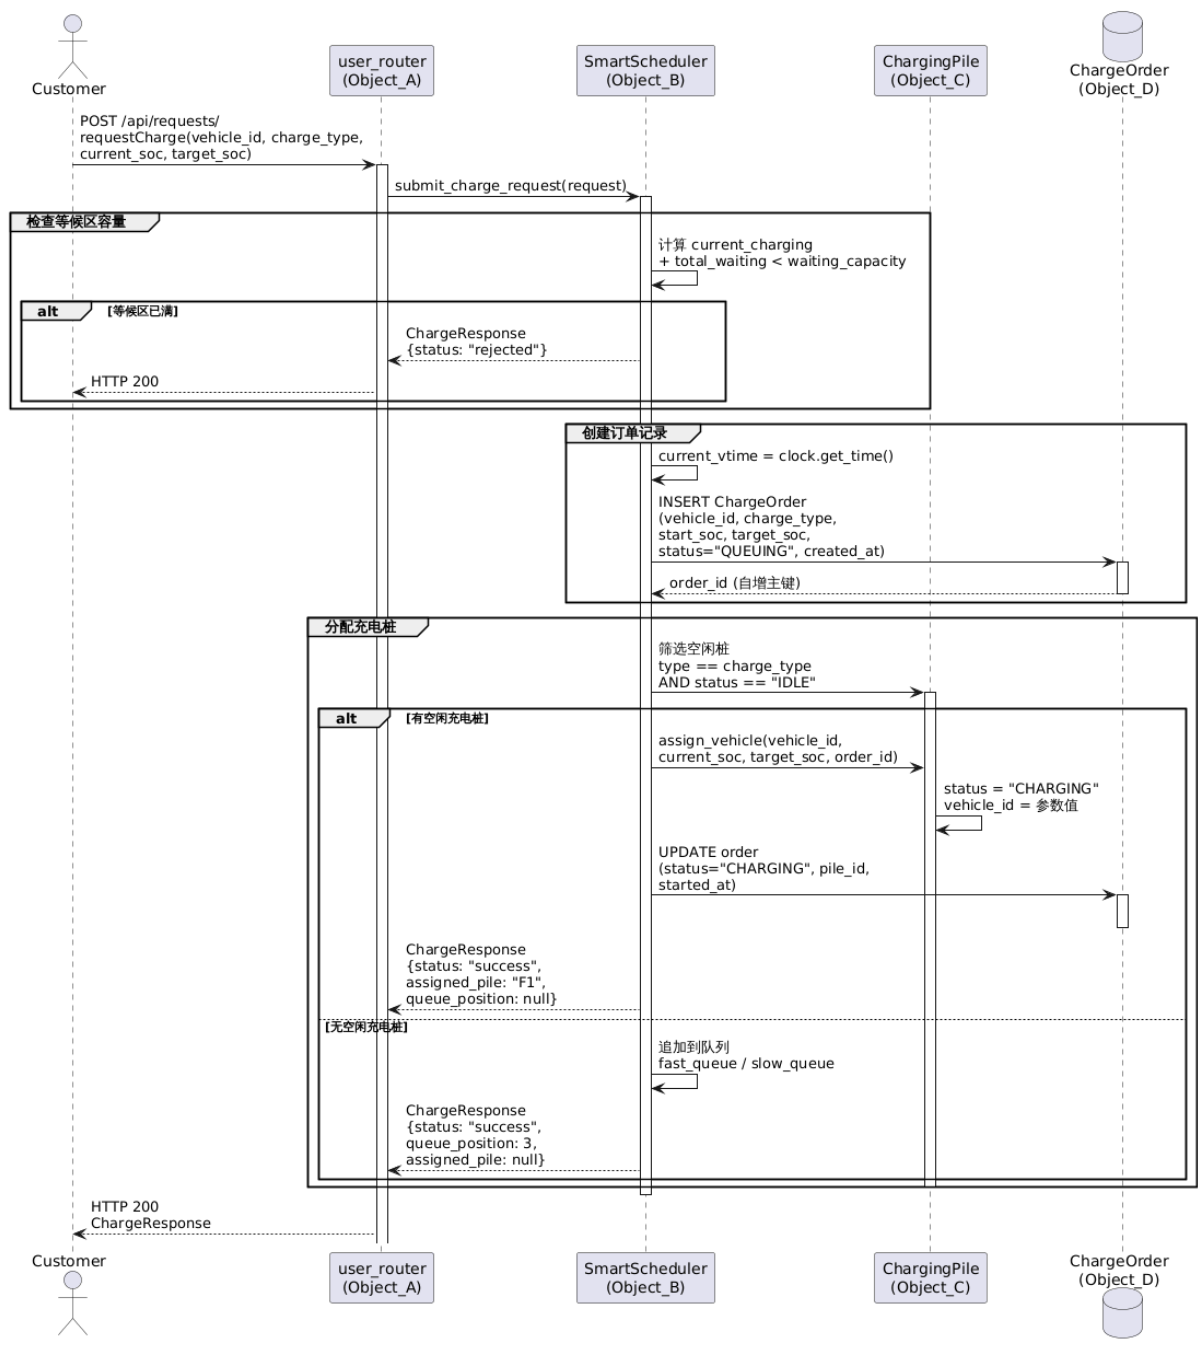 Customer
user_router
(Object_A)
SmartScheduler
(Object_B)
ChargingPile
(Object_C)
ChargeOrder
(Object_D)
POST /api/requests/
requestCharge(vehicle_id, charge_type,
current_soc, target_soc)
submit_charge_request(request)
检查等候区容量
计算 current_charging
+ total_waiting < waiting_capacity
alt
[等候区已满]
ChargeResponse
{status: "rejected"}
HTTP 200
创建订单记录
current_vtime = clock.get_time()
INSERT ChargeOrder
(vehicle_id, charge_type,
start_soc, target_soc,
status="QUEUING", created_at)
order_id (自增主键)
分配充电桩
筛选空闲桩
type == charge_type
AND status == "IDLE"
alt
[有空闲充电桩]
assign_vehicle(vehicle_id,
current_soc, target_soc, order_id)
status = "CHARGING"
vehicle_id = 参数值
UPDATE order
(status="CHARGING", pile_id,
started_at)
ChargeResponse
{status: "success",
assigned_pile: "F1",
queue_position: null}
[无空闲充电桩]
追加到队列
fast_queue / slow_queue
ChargeResponse
{status: "success",
queue_position: 3,
assigned_pile: null}
HTTP 200
ChargeResponse
Customer
user_router
(Object_A)
SmartScheduler
(Object_B)
ChargingPile
(Object_C)
ChargeOrder
(Object_D)